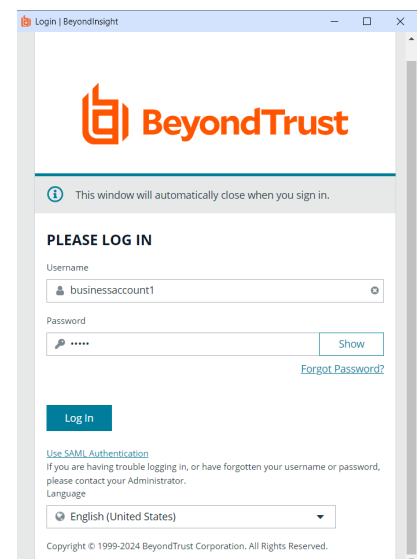 Login | BeyondInsight
BeyondTrust
This window will automatically close when you sign in.
PLEASE LOG IN
Username
businessaccount1
Password
•••••
Show
Forgot Password?
Log In
Use SAML Authentication
If you are having trouble logging in, or have forgotten your username or password,
please contact your Administrator.
Language
English (United States)
Copyright © 1999-2024 BeyondTrust Corporation. All Rights Reserved.